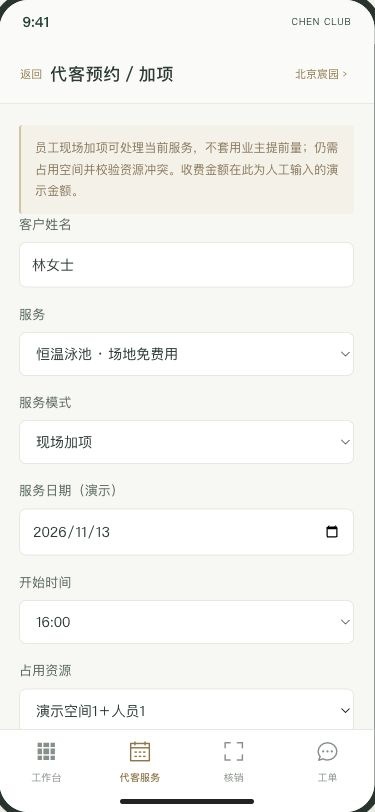 9:41 CHEN CLUB
返回 代客预约 / 加项 北京宸园 ›
员工现场加项可处理当前服务，不套用业主提前量；仍需
占用空间并校验资源冲突。收费金额在此为人工输入的演
示金额。
客户姓名
林女士
服务
恒温泳池 · 场地免费用
服务模式
现场加项
服务日期（演示）
2026/11/13
开始时间
16:00
占用资源
演示空间1＋人员1
工作台 代客服务 核销 工单